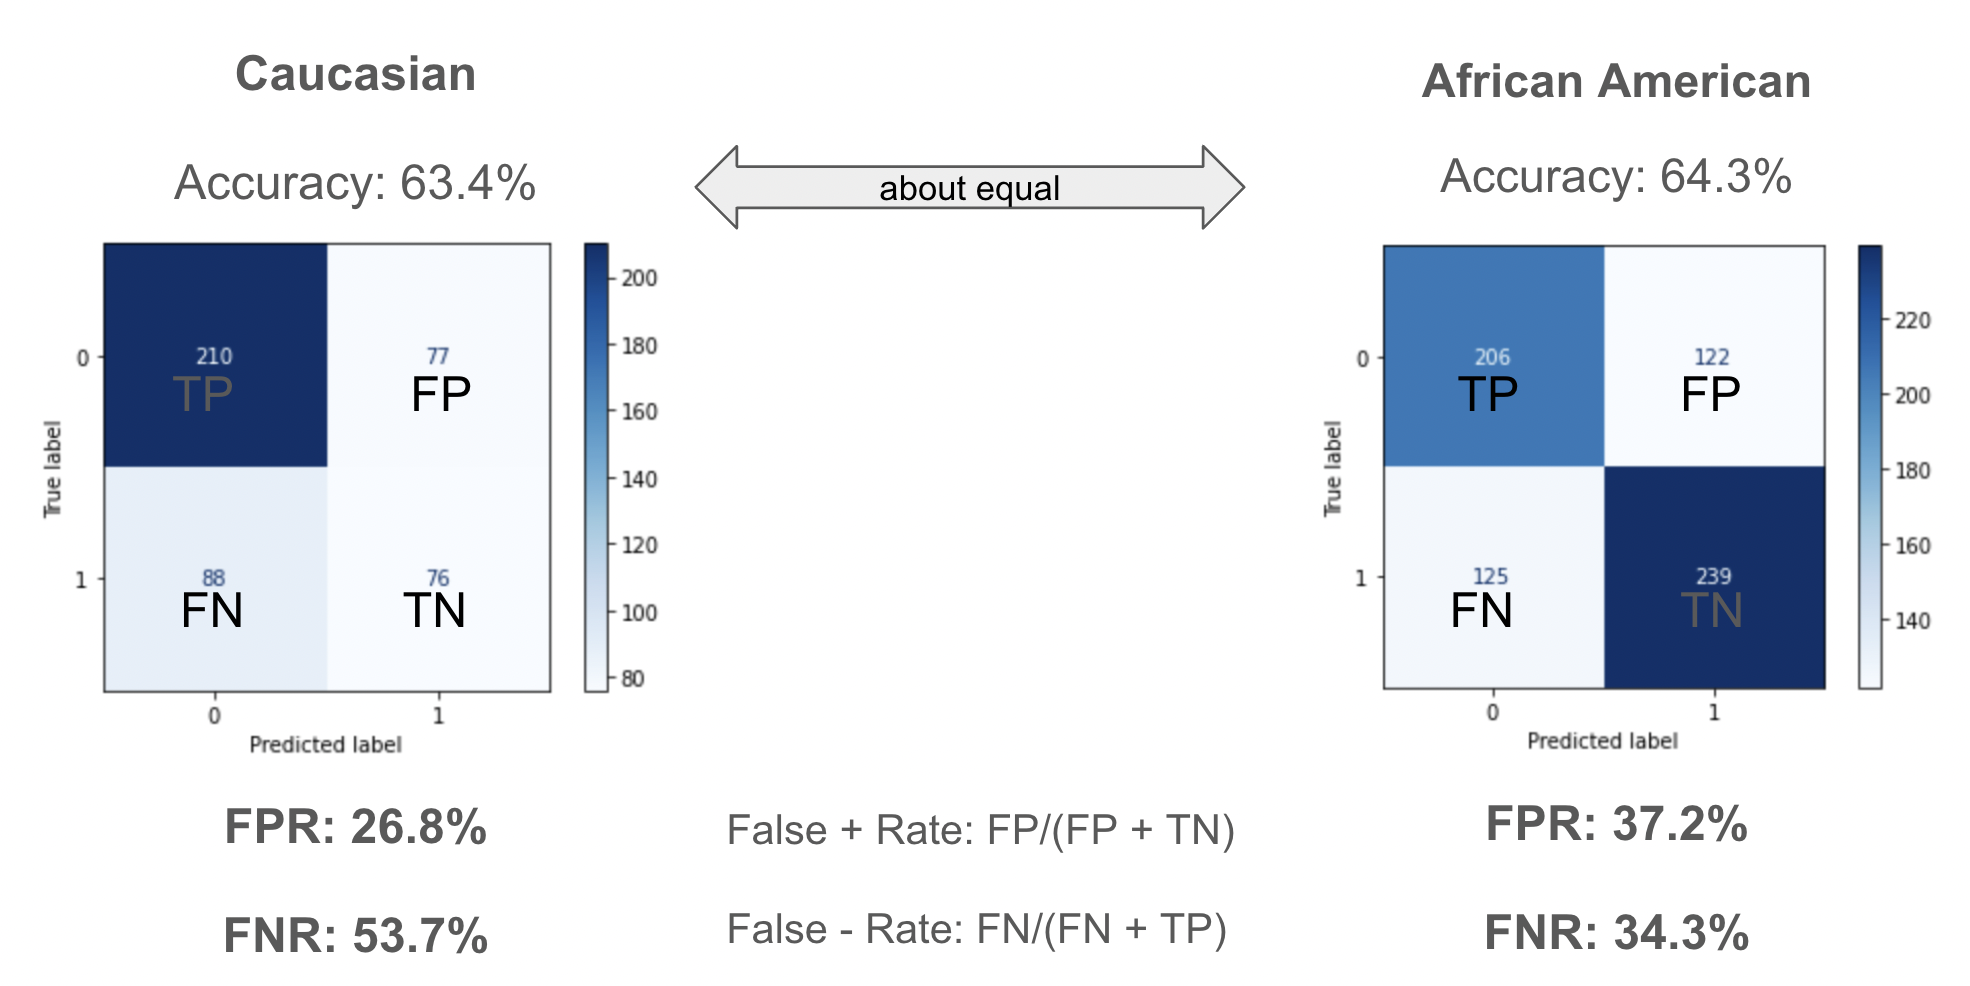 Caucasian
African American
Accuracy: 63.4%
about equal
Accuracy: 64.3%
True label
0
1
210
TP
77
FP
88
FN
76
TN
0
1
Predicted label
200
180
160
140
120
100
80
True label
0
1
206
TP
122
FP
125
FN
239
TN
0
1
Predicted label
220
200
180
160
140
FPR: 26.8%
False + Rate: FP/(FP + TN)
FPR: 37.2%
FNR: 53.7%
False - Rate: FN/(FN + TP)
FNR: 34.3%